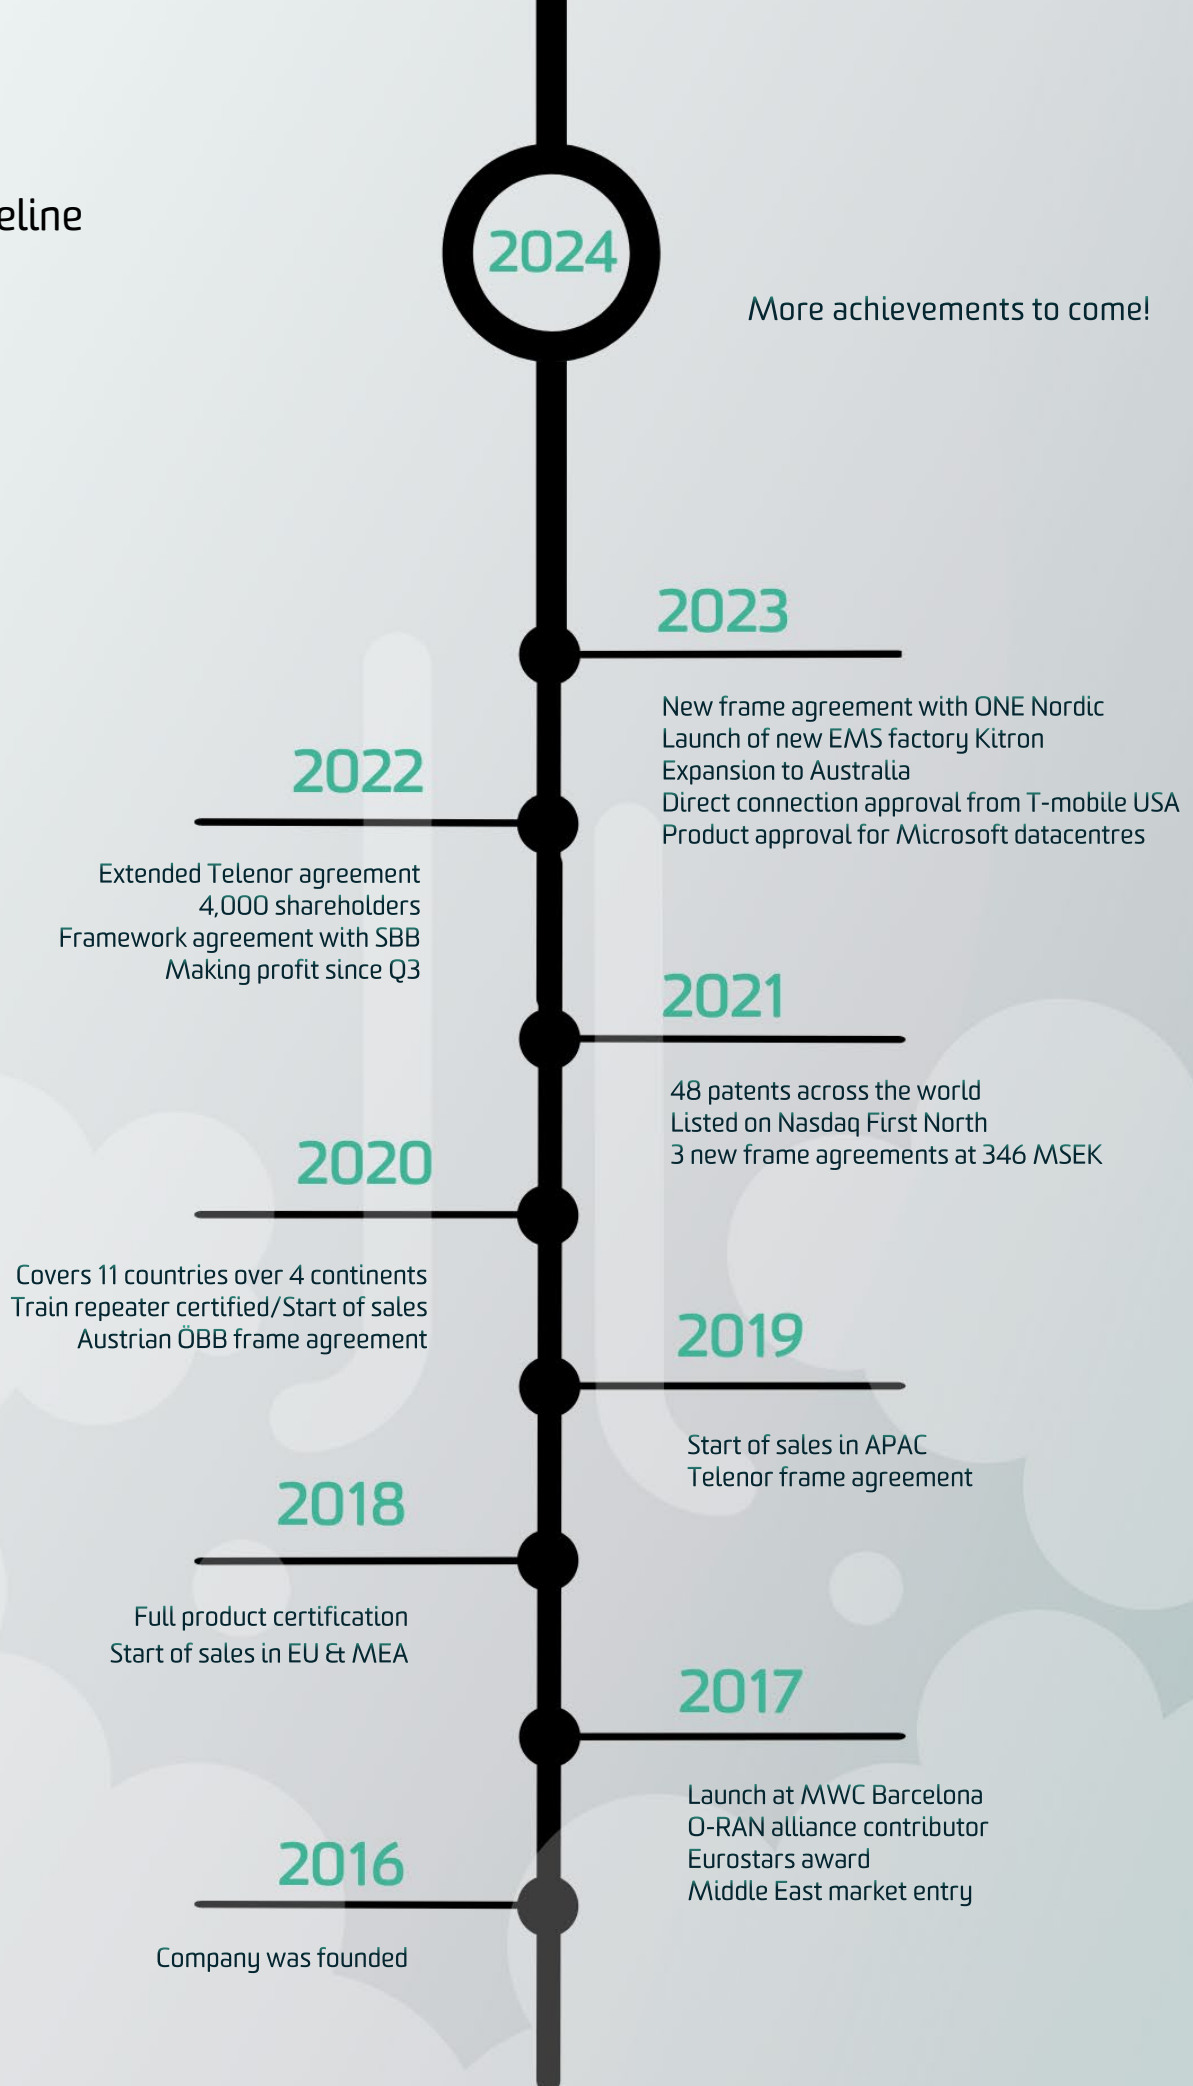 eline
2024
More achievements to come!
2023
New frame agreement with ONE Nordic
Launch of new EMS factory Kitron
Expansion to Australia
Direct connection approval from T-mobile USA
Product approval for Microsoft datacentres
2022
Extended Telenor agreement
4,000 shareholders
Framework agreement with SBB
Making profit since Q3
2021
48 patents across the world
Listed on Nasdaq First North
3 new frame agreements at 346 MSEK
2020
Covers 11 countries over 4 continents
Train repeater certified/Start of sales
Austrian ÖBB frame agreement
2019
Start of sales in APAC
Telenor frame agreement
2018
Full product certification
Start of sales in EU & MEA
2017
Launch at MWC Barcelona
O-RAN alliance contributor
Eurostars award
Middle East market entry
2016
Company was founded